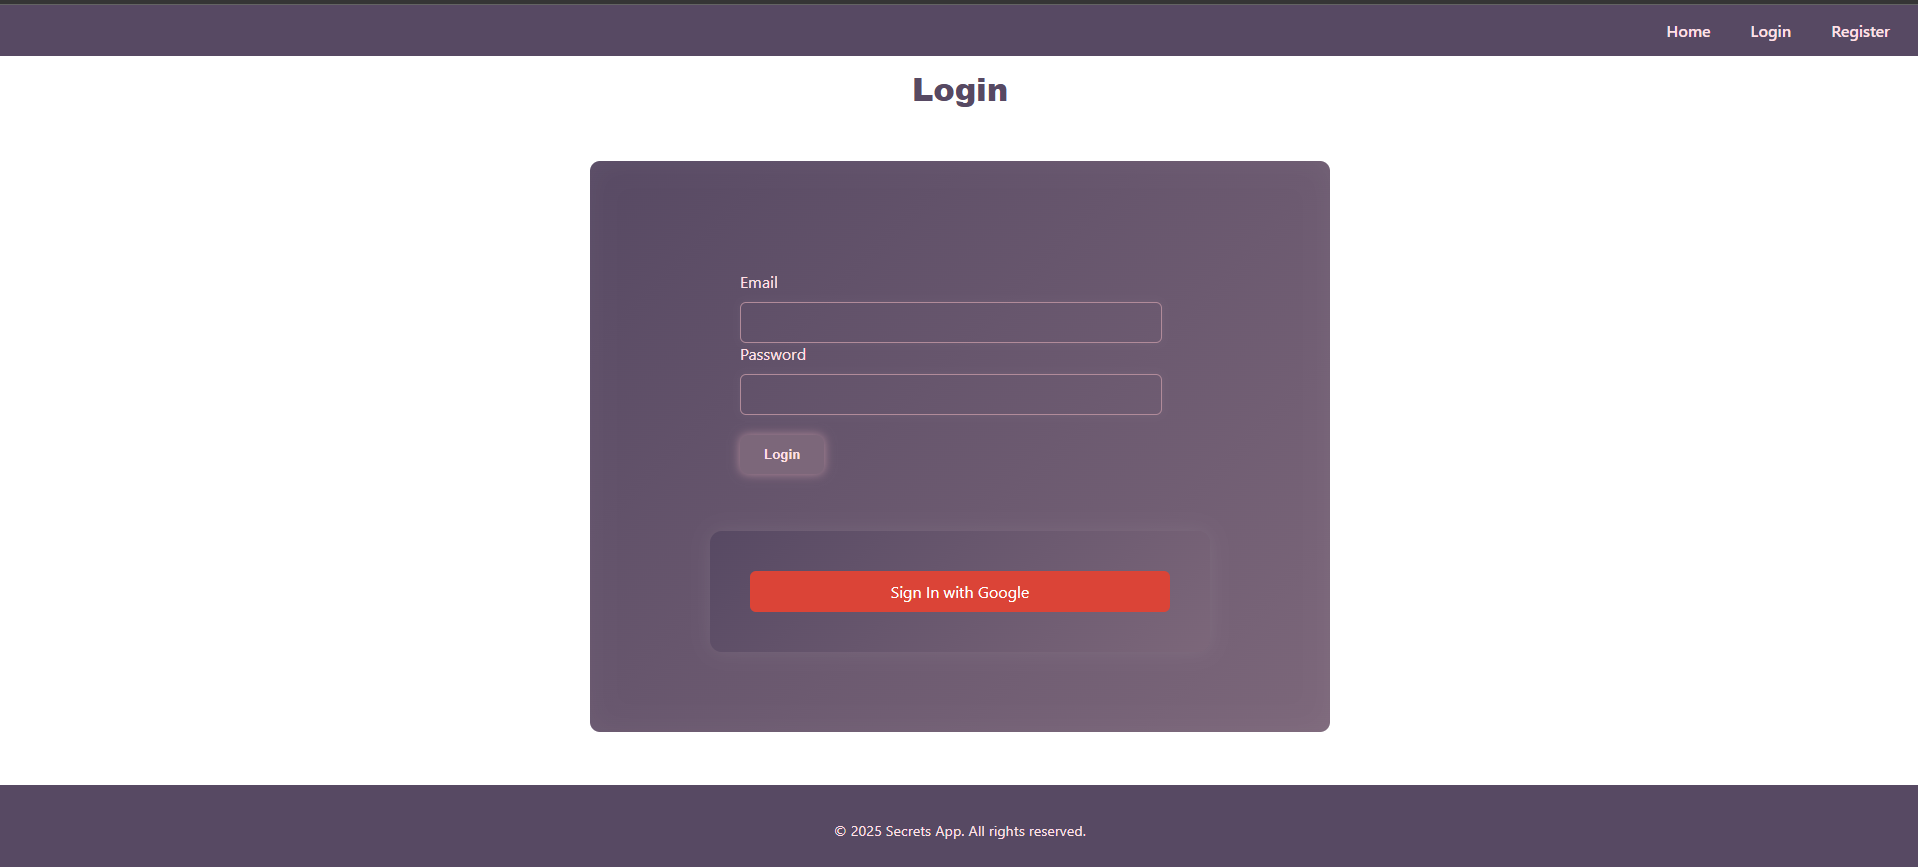 Home Login Register
Login
Email
Password
Login
Sign In with Google
© 2025 Secrets App. All rights reserved.